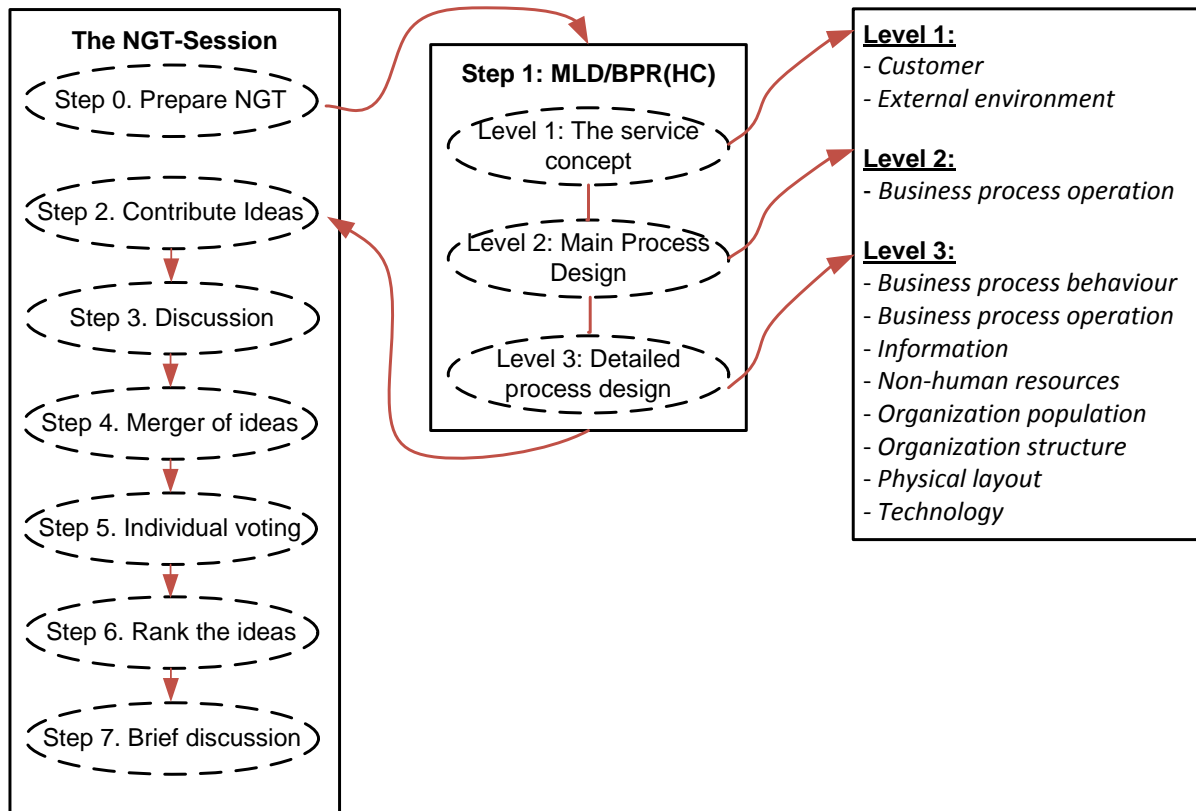 The NGT-Session
Step 0. Prepare NGT
Step 2. Contribute Ideas
Step 3. Discussion
Step 4. Merger of ideas
Step 5. Individual voting
Step 6. Rank the ideas
Step 7. Brief discussion
Step 1: MLD/BPR(HC)
Level 1: The service
concept
Level 2: Main Process
Design
Level 3: Detailed
process design
Level 1:
- Customer
- External environment
Level 2:
- Business process operation
Level 3:
- Business process behaviour
- Business process operation
- Information
- Non-human resources
- Organization population
- Organization structure
- Physical layout
- Technology